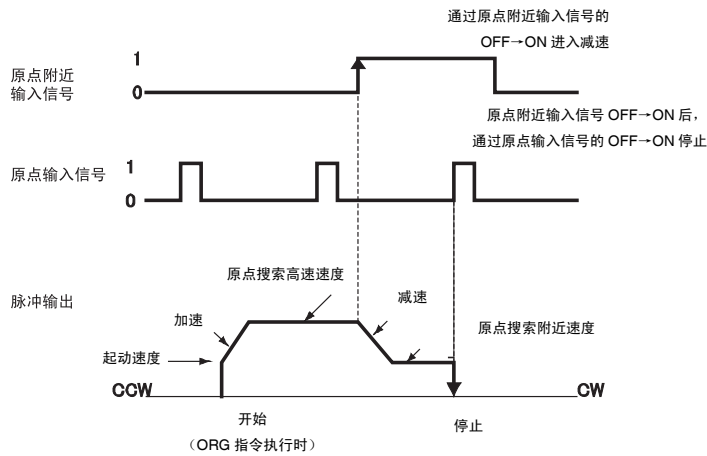 通过原点附近输入信号的
OFF→ON 进入减速
1
原点附近
输入信号
0
原点附近输入信号 OFF→ON 后,
通过原点输入信号的 OFF→ON 停止
1
原点输入信号
0
原点搜索高速速度
脉冲输出
减速
加速
原点搜索附近速度
起动速度
CCW
CW
开始
停止
（ORG 指令执行时）